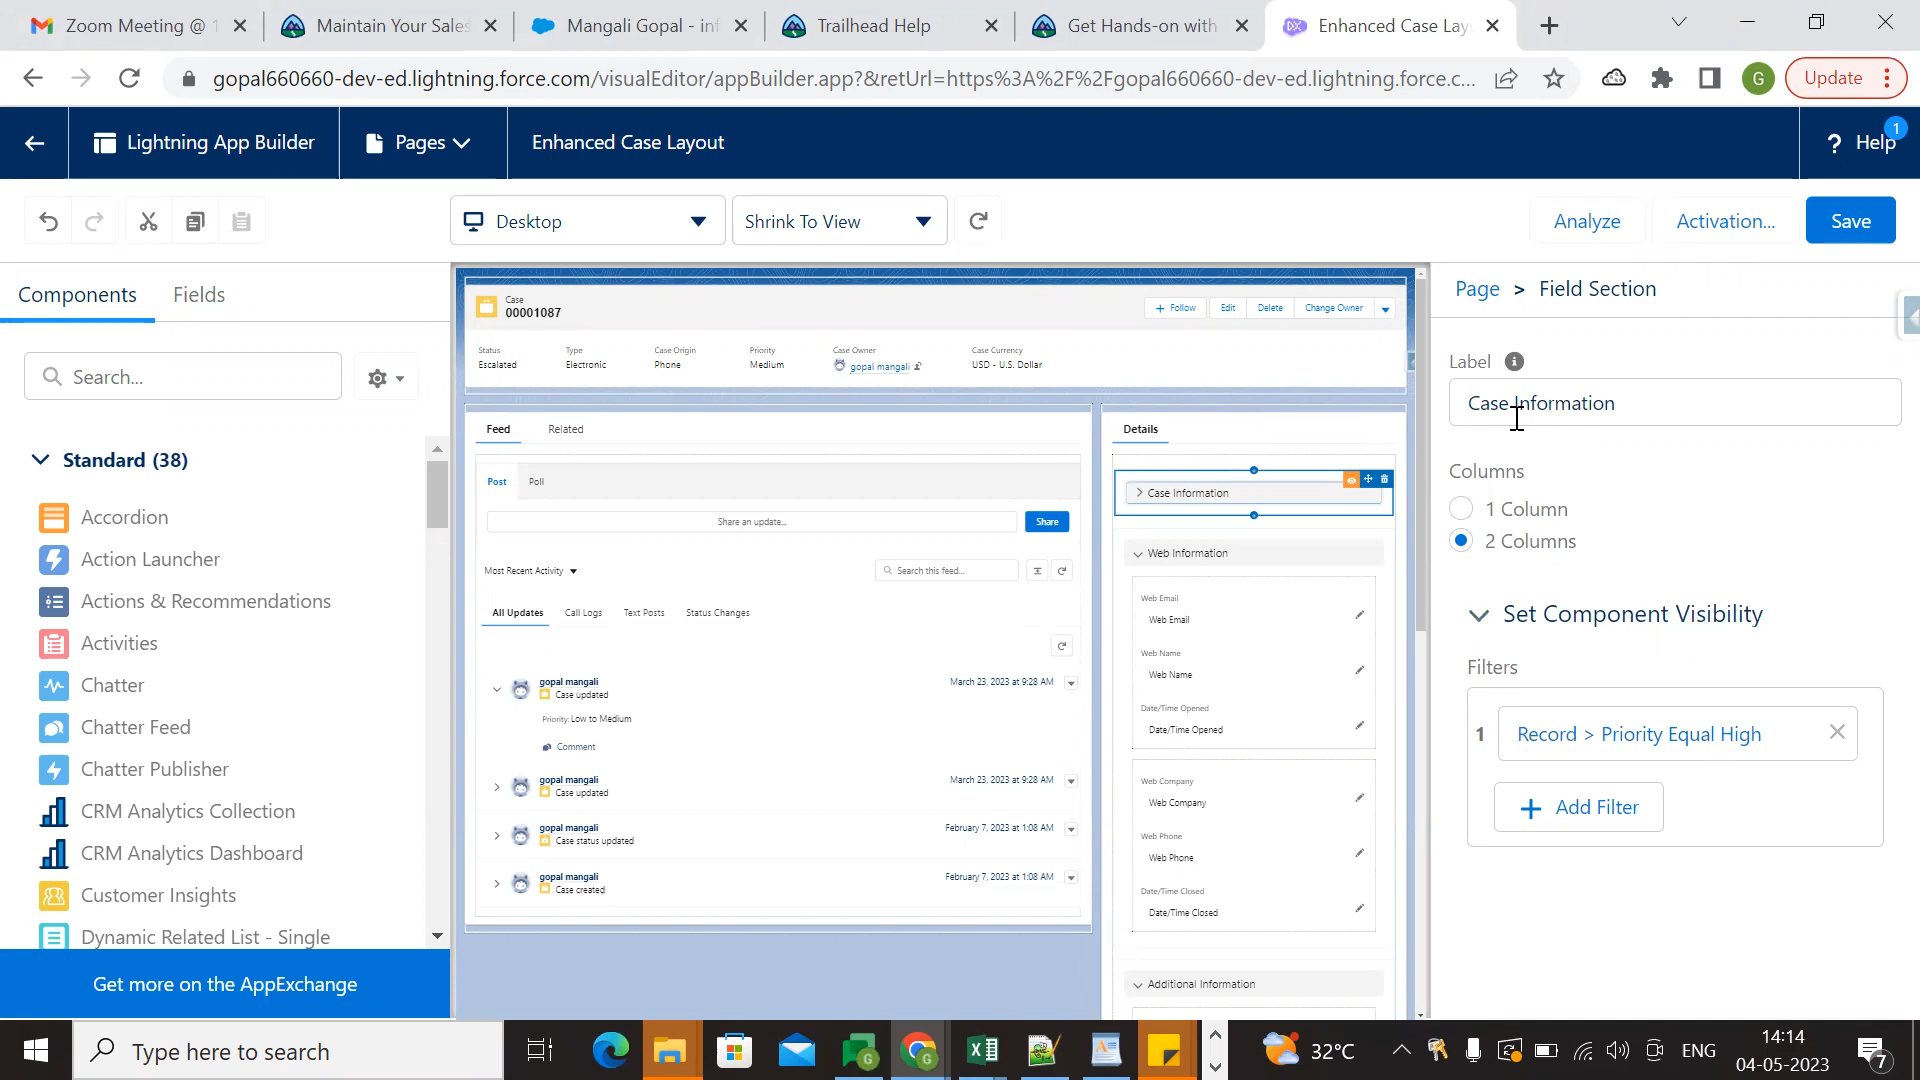 Zoom Meeting @ 1
Maintain Your Sales
Mangali Gopal - inf
Trailhead Help
Get Hands-on with
Enhanced Case Lay
gopal660660-dev-ed.lightning.force.com/visualEditor/appBuilder.app?&retUrl=https%3A%2F%2Fgopal660660-dev-ed.lightning.force.c...
G
Update
Lightning App Builder
Pages
Enhanced Case Layout
? Help
1
Desktop
Shrink To View
Analyze
Activation...
Save
Components
Fields
Search...
Standard (38)
Accordion
Action Launcher
Actions & Recommendations
Activities
Chatter
Chatter Feed
Chatter Publisher
CRM Analytics Collection
CRM Analytics Dashboard
Customer Insights
Dynamic Related List - Single
Get more on the AppExchange
Case
00001087
+ Follow
Edit
Delete
Change Owner
Status
Escalated
Type
Electronic
Case Origin
Phone
Priority
Medium
Case Owner
gopal mangali
Case Currency
USD - U.S. Dollar
Feed
Related
Post
Poll
Share an update...
Share
Most Recent Activity
Search this feed...
All Updates
Call Logs
Text Posts
Status Changes
gopal mangali
Case updated
March 23, 2023 at 9:28 AM
Priority: Low to Medium
Comment
gopal mangali
Case updated
March 23, 2023 at 9:28 AM
gopal mangali
Case status updated
February 7, 2023 at 1:08 AM
gopal mangali
Case created
February 7, 2023 at 1:08 AM
Details
Case Information
Web Information
Web Email
Web Email
Web Name
Web Name
Date/Time Opened
Date/Time Opened
Web Company
Web Company
Web Phone
Web Phone
Date/Time Closed
Date/Time Closed
Additional Information
Page > Field Section
Label
Case Information
Columns
1 Column
2 Columns
Set Component Visibility
Filters
1
Record > Priority Equal High
+ Add Filter
Type here to search
32°C
ENG
14:14
04-05-2023
7